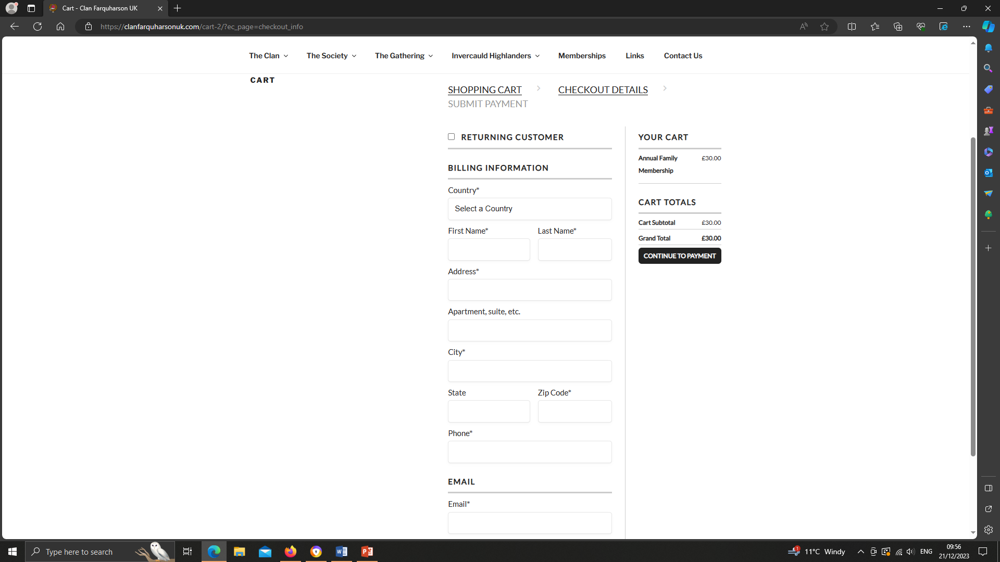 Cart - Clan Farquharson UK
https://clanfarquharsonuk.com/cart-2/?ec_page=checkout_info
The Clan
The Society
The Gathering
Invercauld Highlanders
Memberships
Links
Contact Us
CART
SHOPPING CART
CHECKOUT DETAILS
SUBMIT PAYMENT
RETURNING CUSTOMER
BILLING INFORMATION
Country*
Select a Country
First Name*
Last Name*
Address*
Apartment, suite, etc.
City*
State
Zip Code*
Phone*
EMAIL
Email*
YOUR CART
Annual Family £30.00
Membership
CART TOTALS
Cart Subtotal £30.00
Grand Total £30.00
CONTINUE TO PAYMENT
Type here to search
1
11°C Windy
ENG
09:56
21/12/2023